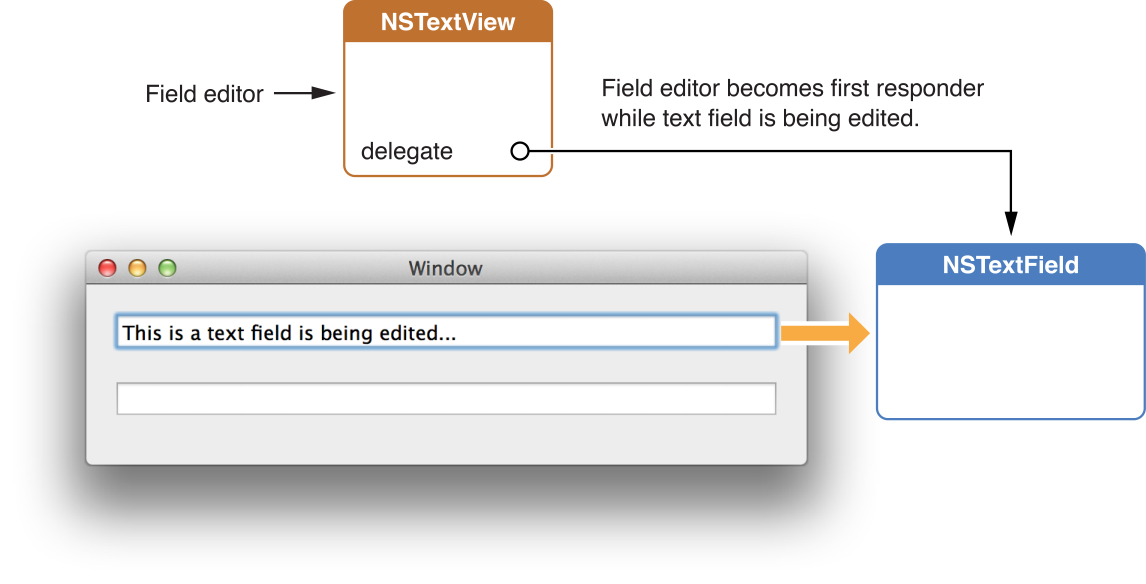 NSTextView
Field editor
Field editor becomes first responder
while text field is being edited.
delegate
Window
NSTextField
This is a text field is being edited...